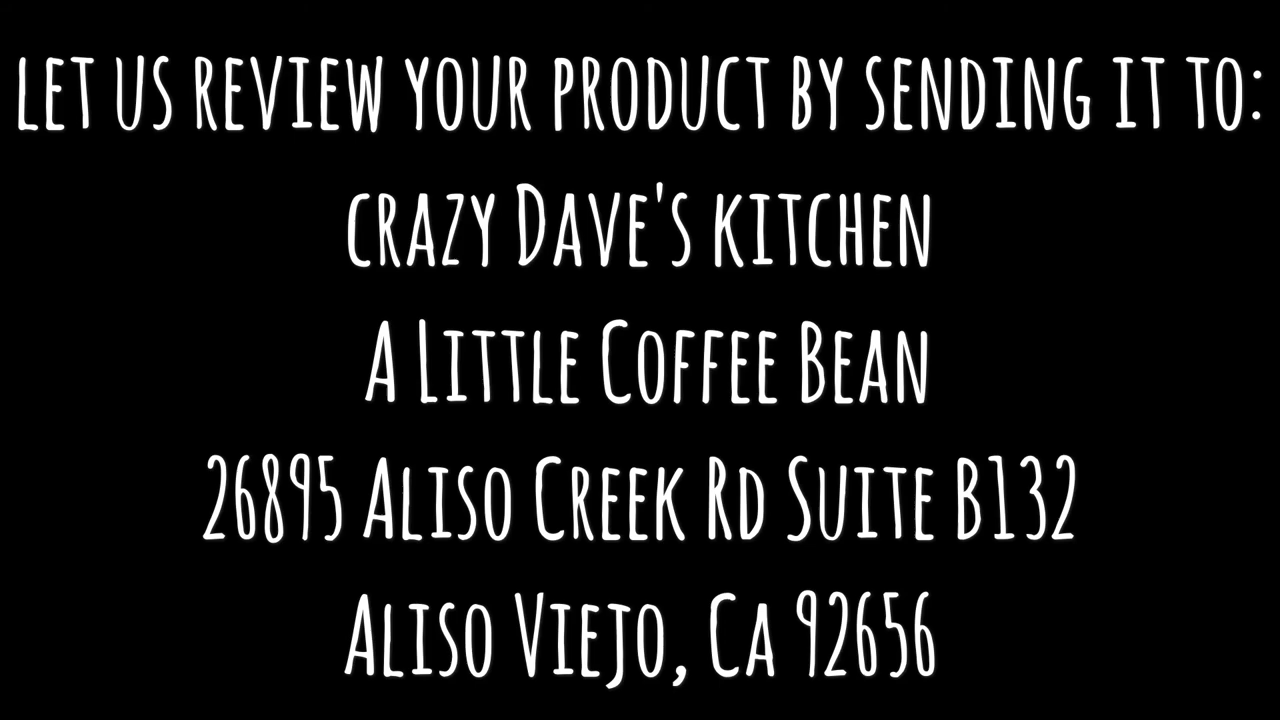 LET US REVIEW YOUR PRODUCT BY SENDING IT TO:
CRAZY DAVE'S KITCHEN
A LITTLE COFFEE BEAN
26895 ALISO CREEK RD SUITE B132
ALISO VIEJO, CA 92656